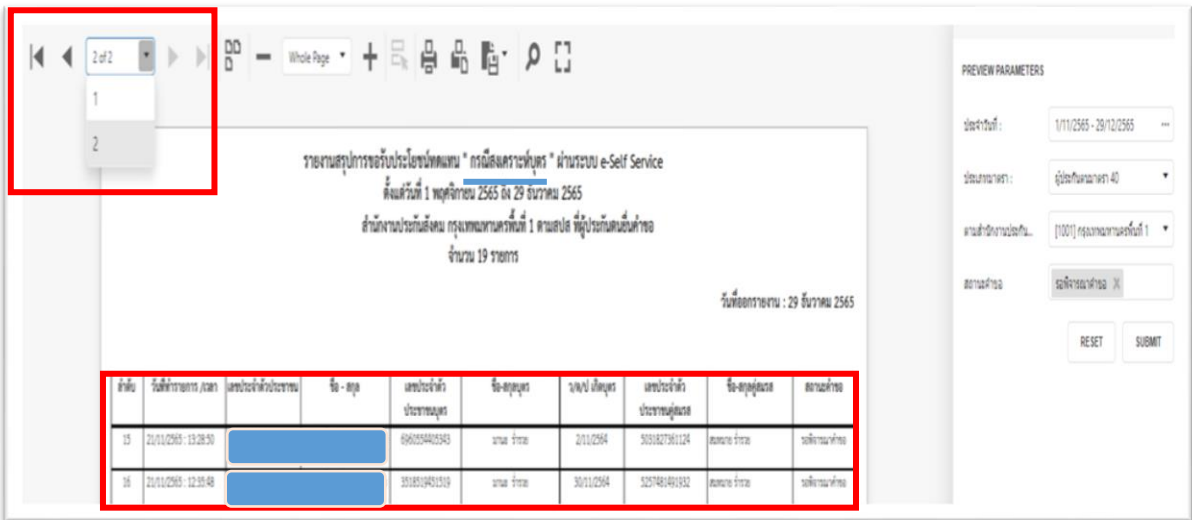 2 of 2
Whole Page
1
2
รายงานสรุปการขอรับประโยชน์ทดแทน " กรณีสงเคราะห์บุตร " ผ่านระบบ e-Self Service
ตั้งแต่วันที่ 1 พฤศจิกายน 2565 ถึง 29 ธันวาคม 2565
สำนักงานประกันสังคม กรุงเทพมหานครพื้นที่ 1 ตามสปส ที่ผู้ประกันตนยื่นคำขอ
จำนวน 19 รายการ
วันที่ออกรายงาน : 29 ธันวาคม 2565
ลำดับ วันที่ทำรายการ /เวลา เลขประจำตัวประชาชน ชื่อ - สกุล เลขประจำตัวประชาชนบุตร ชื่อ-สกุลบุตร ว/ด/ป เกิดบุตร เลขประจำตัวประชาชนคู่สมรส ชื่อ-สกุลคู่สมรส สถานะคำขอ
15 21/11/2565 : 13:28:50 2/11/2564 5031827361124 รอพิจารณาคำขอ
16 21/11/2565 : 12:35:48 30/11/2564 5257481491932 รอพิจารณาคำขอ
PREVIEW PARAMETERS
ประจำวันที่ : 1/11/2565 - 29/12/2565 ...
ประเภทมาตรา : ผู้ประกันตนมาตรา 40
ตามสำนักงานประกัน... [1001] กรุงเทพมหานครพื้นที่ 1
สถานะคำขอ รอพิจารณาคำขอ X
RESET SUBMIT